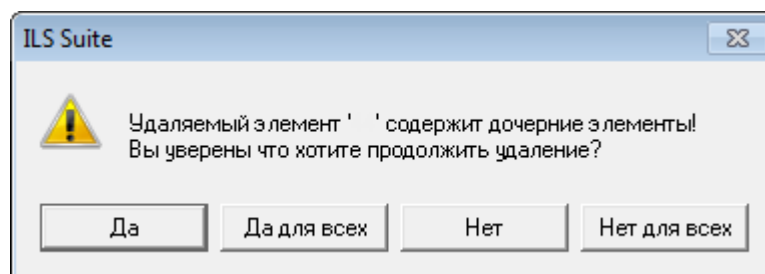 ILS Suite
Удаляемый элемент '   ' содержит дочерние элементы!
Вы уверены что хотите продолжить удаление?
Да
Да для всех
Нет
Нет для всех